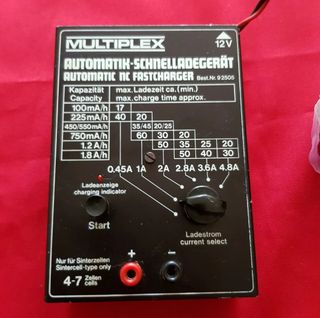 MULTIPLEX
12V
AUTOMATIK-SCHNELLADEGERÄT
AUTOMATIC NC FASTCHARGER Best.Nr. 92505
Kapazität max. Ladezeit ca. (min.)
Capacity max. charge time approx.
100mA/h 17
225mA/h 40 20
450/550mA/h 35/45 20/25
750mA/h 60 30 20
1.2 A/h 50 35 25 20
1.8 A/h 50 40 30
0.45A 1A 2A 2.8A 3.6A 4.8A
Ladeanzeige
charging indicator
Start
Ladestrom
current select
Nur für Sinterzellen
Sintercell-type only
4-7 Zellen
cells
+ -